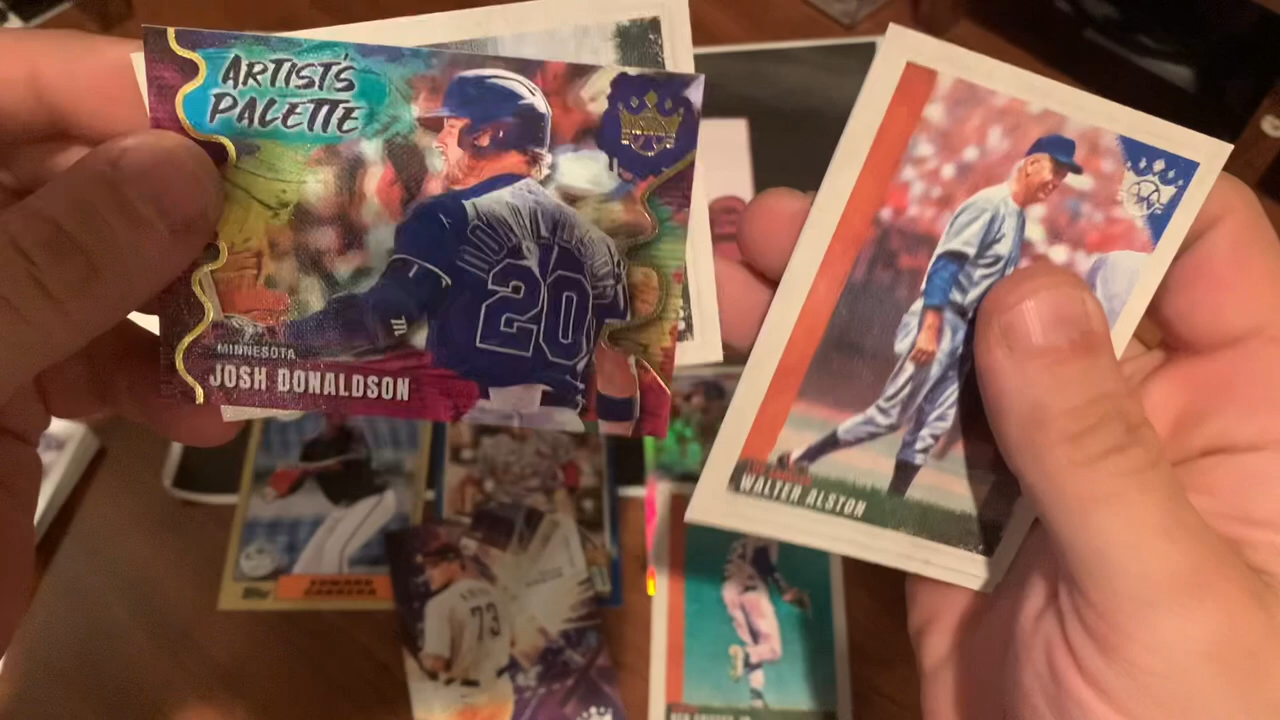 ARTIST'S
PALETTE
20
MINNESOTA
JOSH DONALDSON
WALTER ALSTON
EDWARD
CABRERA
73